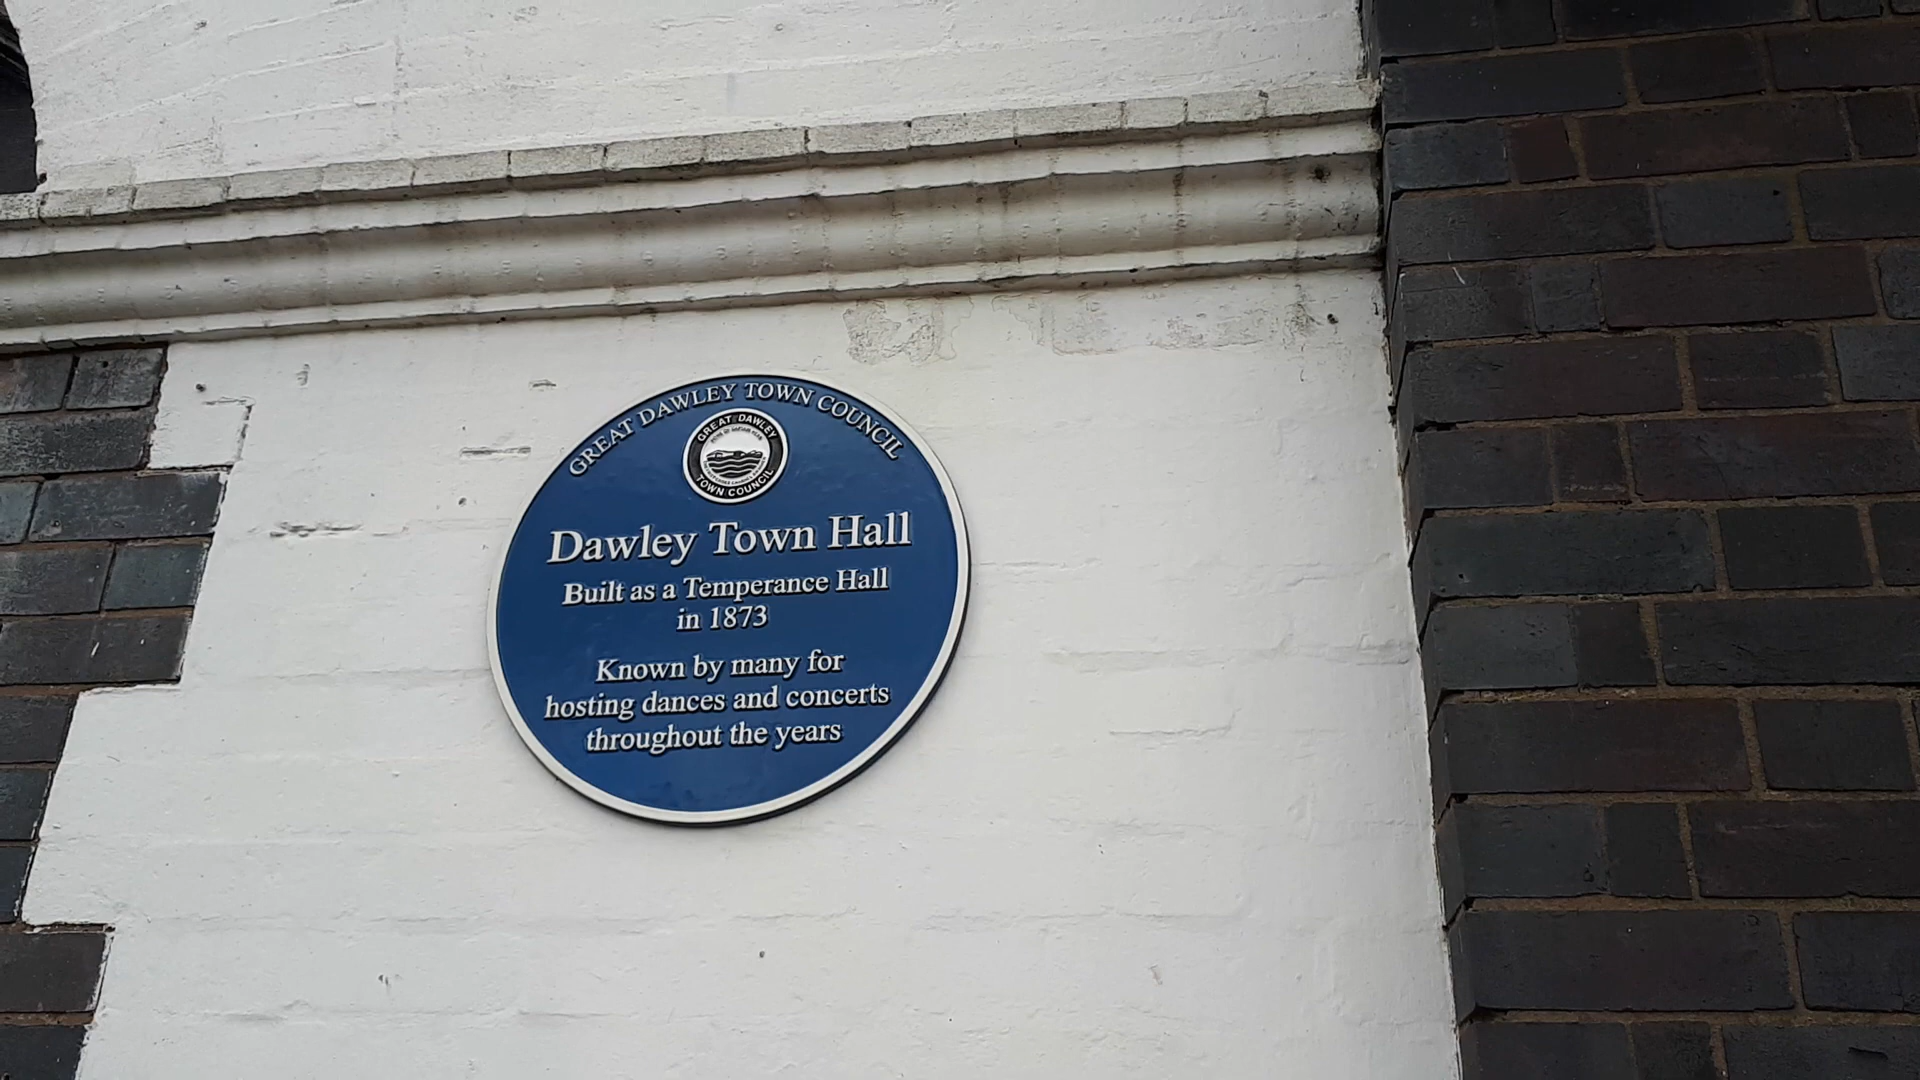 GREAT DAWLEY TOWN COUNCIL
GREAT DAWLEY
TOWN COUNCIL
Dawley Town Hall
Built as a Temperance Hall
in 1873
Known by many for
hosting dances and concerts
throughout the years